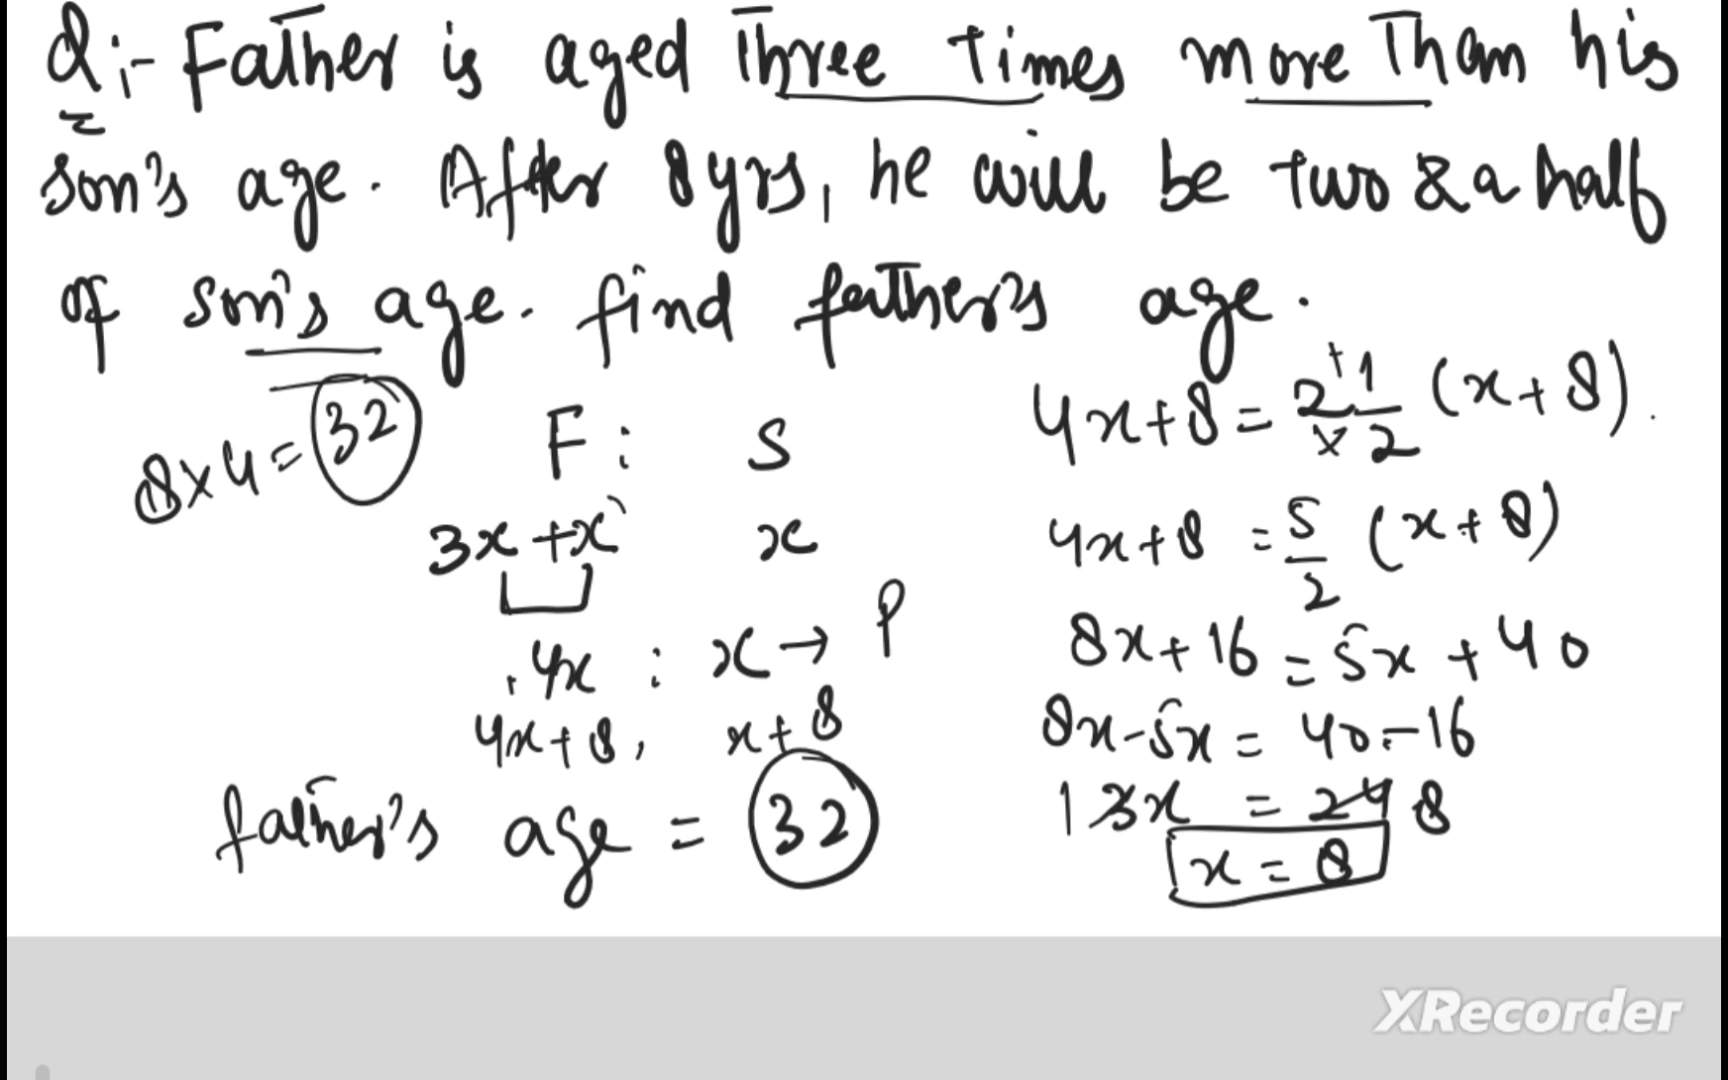 Q:- Father is aged three times more than his
son's age. After 8yrs, he will be two & a half
of son's age. find father's age.
8x4=32
F: S
3x+x x
4x : x → P
4x+8, x+8
father's age = 32
4x+8 = 2 1/2 (x+8)
4x+8 = 5/2 (x+8)
8x+16 = 5x+40
8x-5x = 40-16
1 3x = 24 8
x = 8
XRecorder